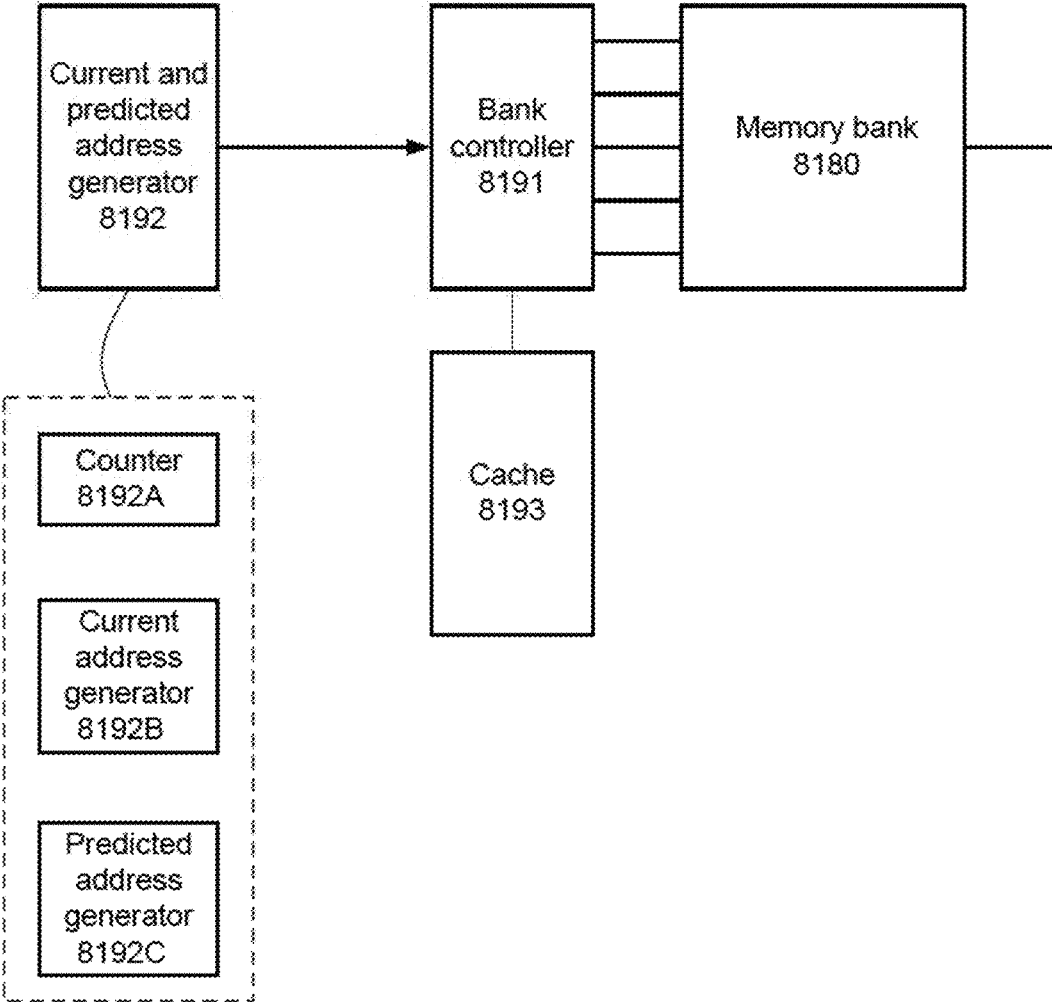 Current and
predicted
address
generator
8192
Bank
controller
8191
Memory bank
8180
Cache
8193
Counter
8192A
Current
address
generator
8192B
Predicted
address
generator
8192C